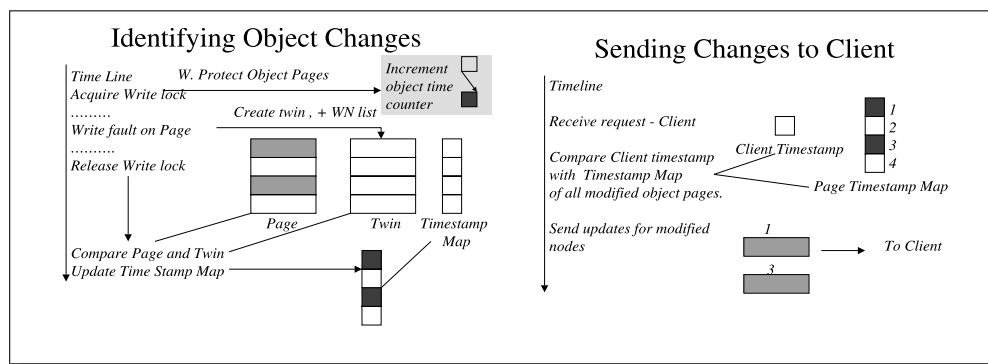 Identifying Object Changes
Time Line
W. Protect Object Pages
Acquire Write lock
Increment
object time
counter
.........
Create twin , + WN list
Write fault on Page
.........
Release Write lock
Page
Twin
Timestamp
Map
Compare Page and Twin
Update Time Stamp Map
Sending Changes to Client
Timeline
Receive request - Client
1
2
3
4
Client Timestamp
Compare Client timestamp
with Timestamp Map
of all modified object pages.
Page Timestamp Map
Send updates for modified
nodes
1
To Client
3